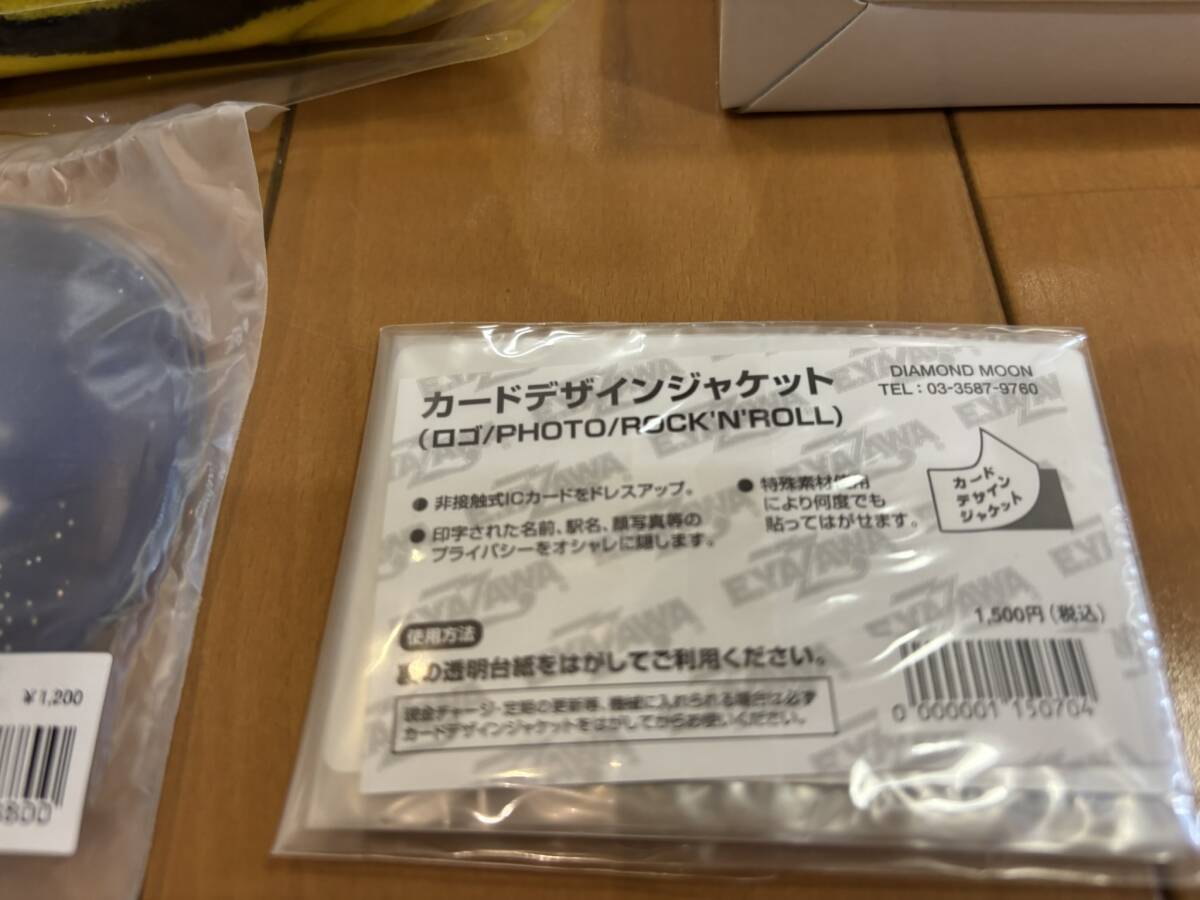 カードデザインジャケット
(ロゴ/PHOTO/ROCK'N'ROLL)
DIAMOND MOON
TEL：03-3587-9760
● 非接触式ICカードをドレスアップ。
● 印字された名前、駅名、顔写真等の
プライバシーをオシャレに隠します。
● 特殊素材使用
により何度でも
貼ってはがせます。
カード
デザイン
ジャケット
E.YAZAWA
使用方法
裏の透明台紙をはがしてご利用ください。
現金チャージ・定期の更新等、機械に入れられる場合は必ず
カードデザインジャケットをはがしてからお使いください。
1,500円（税込）
0 000001 150704
¥1,200